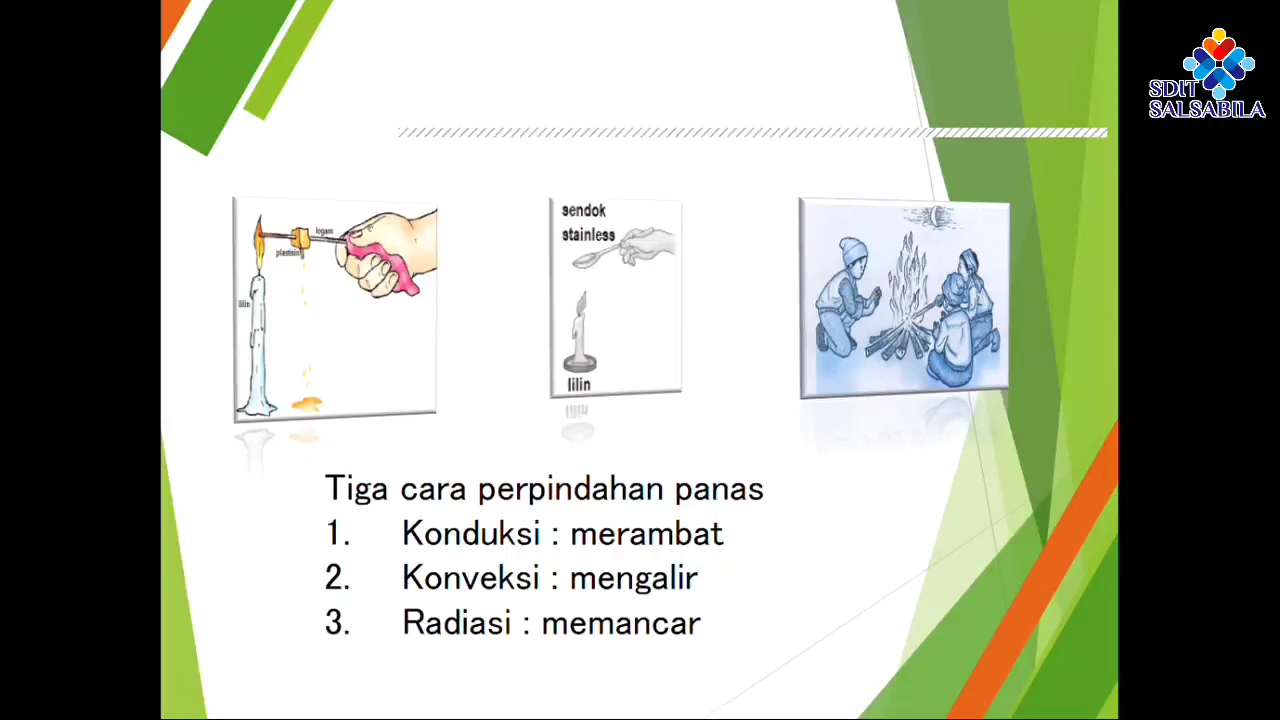 SDIT
SALSABILA
logam
plastisin
lilin
sendok
stainless
lilin
Tiga cara perpindahan panas
1. Konduksi : merambat
2. Konveksi : mengalir
3. Radiasi : memancar